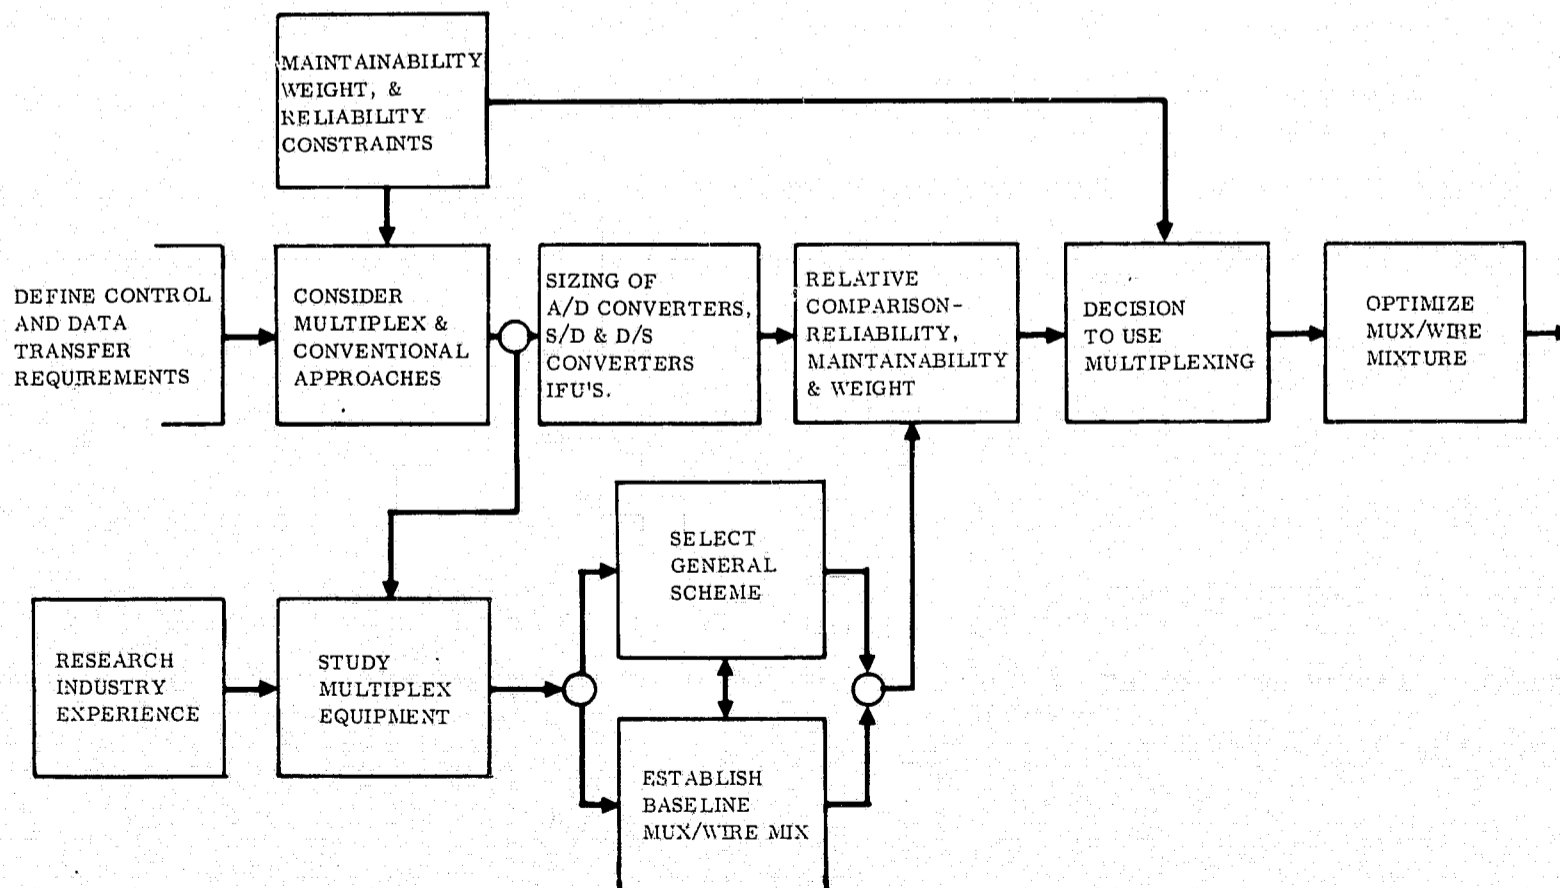 MAINTAINABILITY
WEIGHT, &
RELIABILITY
CONSTRAINTS
DEFINE CONTROL
AND DATA
TRANSFER
REQUIREMENTS
CONSIDER
MULTIPLEX &
CONVENTIONAL
APPROACHES
SIZING OF
A/D CONVERTERS,
S/D & D/S
CONVERTERS
IFU'S.
RELATIVE
COMPARISON-
RELIABILITY,
MAINTAINABILITY
& WEIGHT
DECISION
TO USE
MULTIPLEXING
OPTIMIZE
MUX/WIRE
MIXTURE
SELECT
GENERAL
SCHEME
RESEARCH
INDUSTRY
EXPERIENCE
STUDY
MULTIPLEX
EQUIPMENT
ESTABLISH
BASELINE
MUX/WIRE MIX